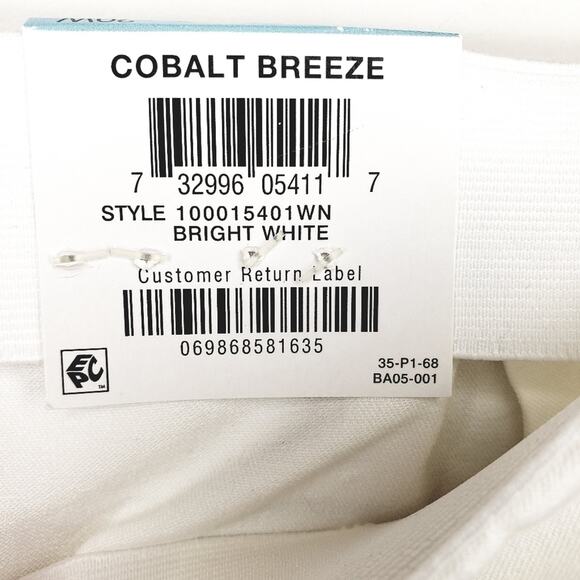 COBALT BREEZE
7 32996 05411 7
STYLE 100015401WN
BRIGHT WHITE
Customer Return Label
069868581635
EPC
TM
35-P1-68
BA05-001